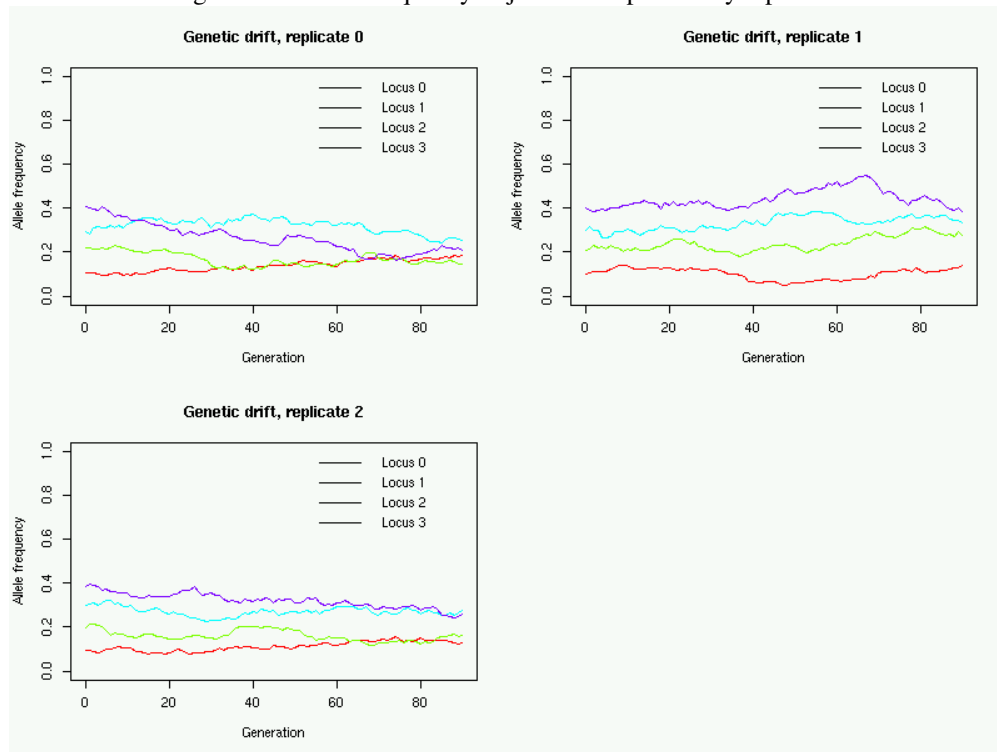 Genetic drift, replicate 0
1.0
0.8
0.6
0.4
0.2
0.0
Allele frequency
Locus 0
Locus 1
Locus 2
Locus 3
0 20 40 60 80
Generation
Genetic drift, replicate 1
1.0
0.8
0.6
0.4
0.2
0.0
Allele frequency
Locus 0
Locus 1
Locus 2
Locus 3
0 20 40 60 80
Generation
Genetic drift, replicate 2
1.0
0.8
0.6
0.4
0.2
0.0
Allele frequency
Locus 0
Locus 1
Locus 2
Locus 3
0 20 40 60 80
Generation